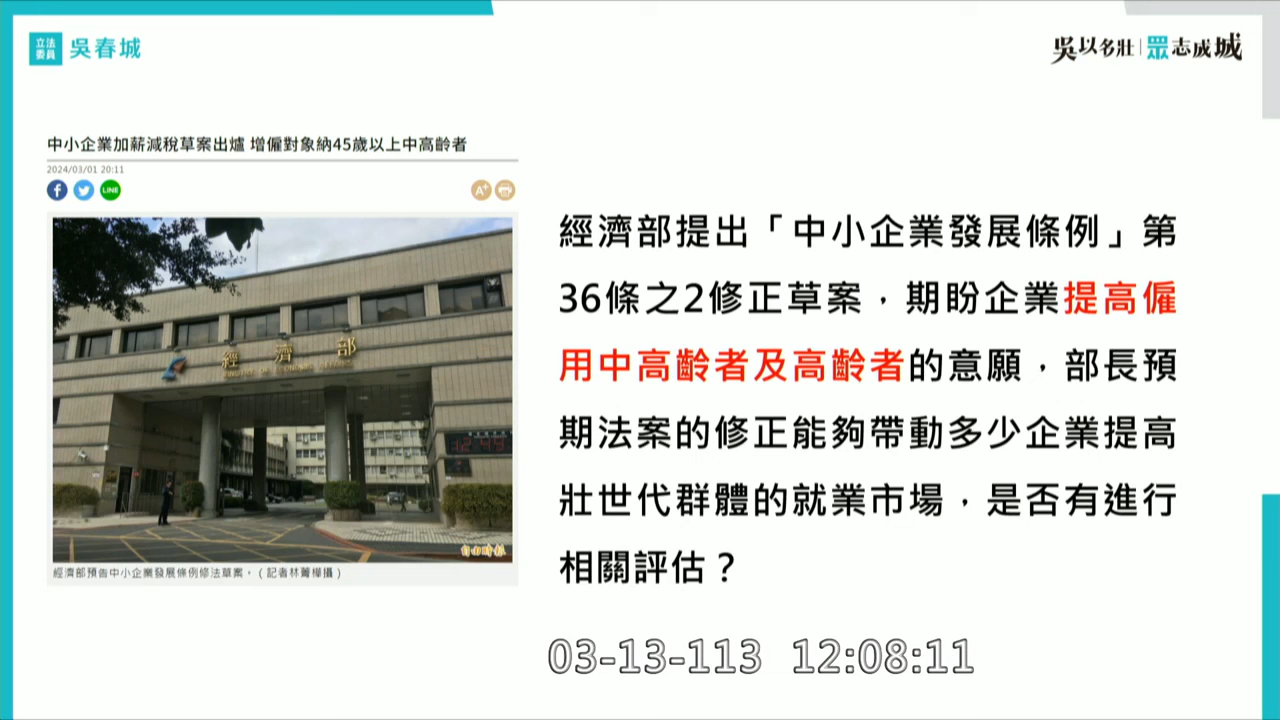 立法
委員
吳春城
吳以名壯 | 眾志成城
中小企業加薪減稅草案出爐 增僱對象納45歲以上中高齡者
2024/03/01 20:11
LINE
A+
經濟部
MINISTRY OF ECONOMIC AFFAIRS
自由時報
經濟部預告中小企業發展條例修法草案。(記者林菁樺攝)
經濟部提出「中小企業發展條例」第
36條之2修正草案,期盼企業提高僱
用中高齡者及高齡者的意願,部長預
期法案的修正能夠帶動多少企業提高
壯世代群體的就業市場,是否有進行
相關評估?
03-13-113 12:08:11